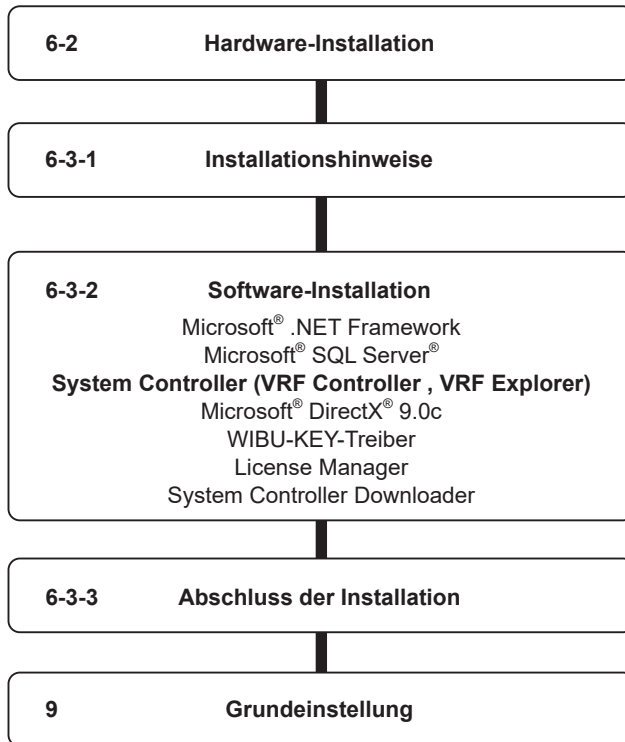 6-2 Hardware-Installation
6-3-1 Installationshinweise
6-3-2 Software-Installation
Microsoft® .NET Framework
Microsoft® SQL Server®
System Controller (VRF Controller , VRF Explorer)
Microsoft® DirectX® 9.0c
WIBU-KEY-Treiber
License Manager
System Controller Downloader
6-3-3 Abschluss der Installation
9 Grundeinstellung